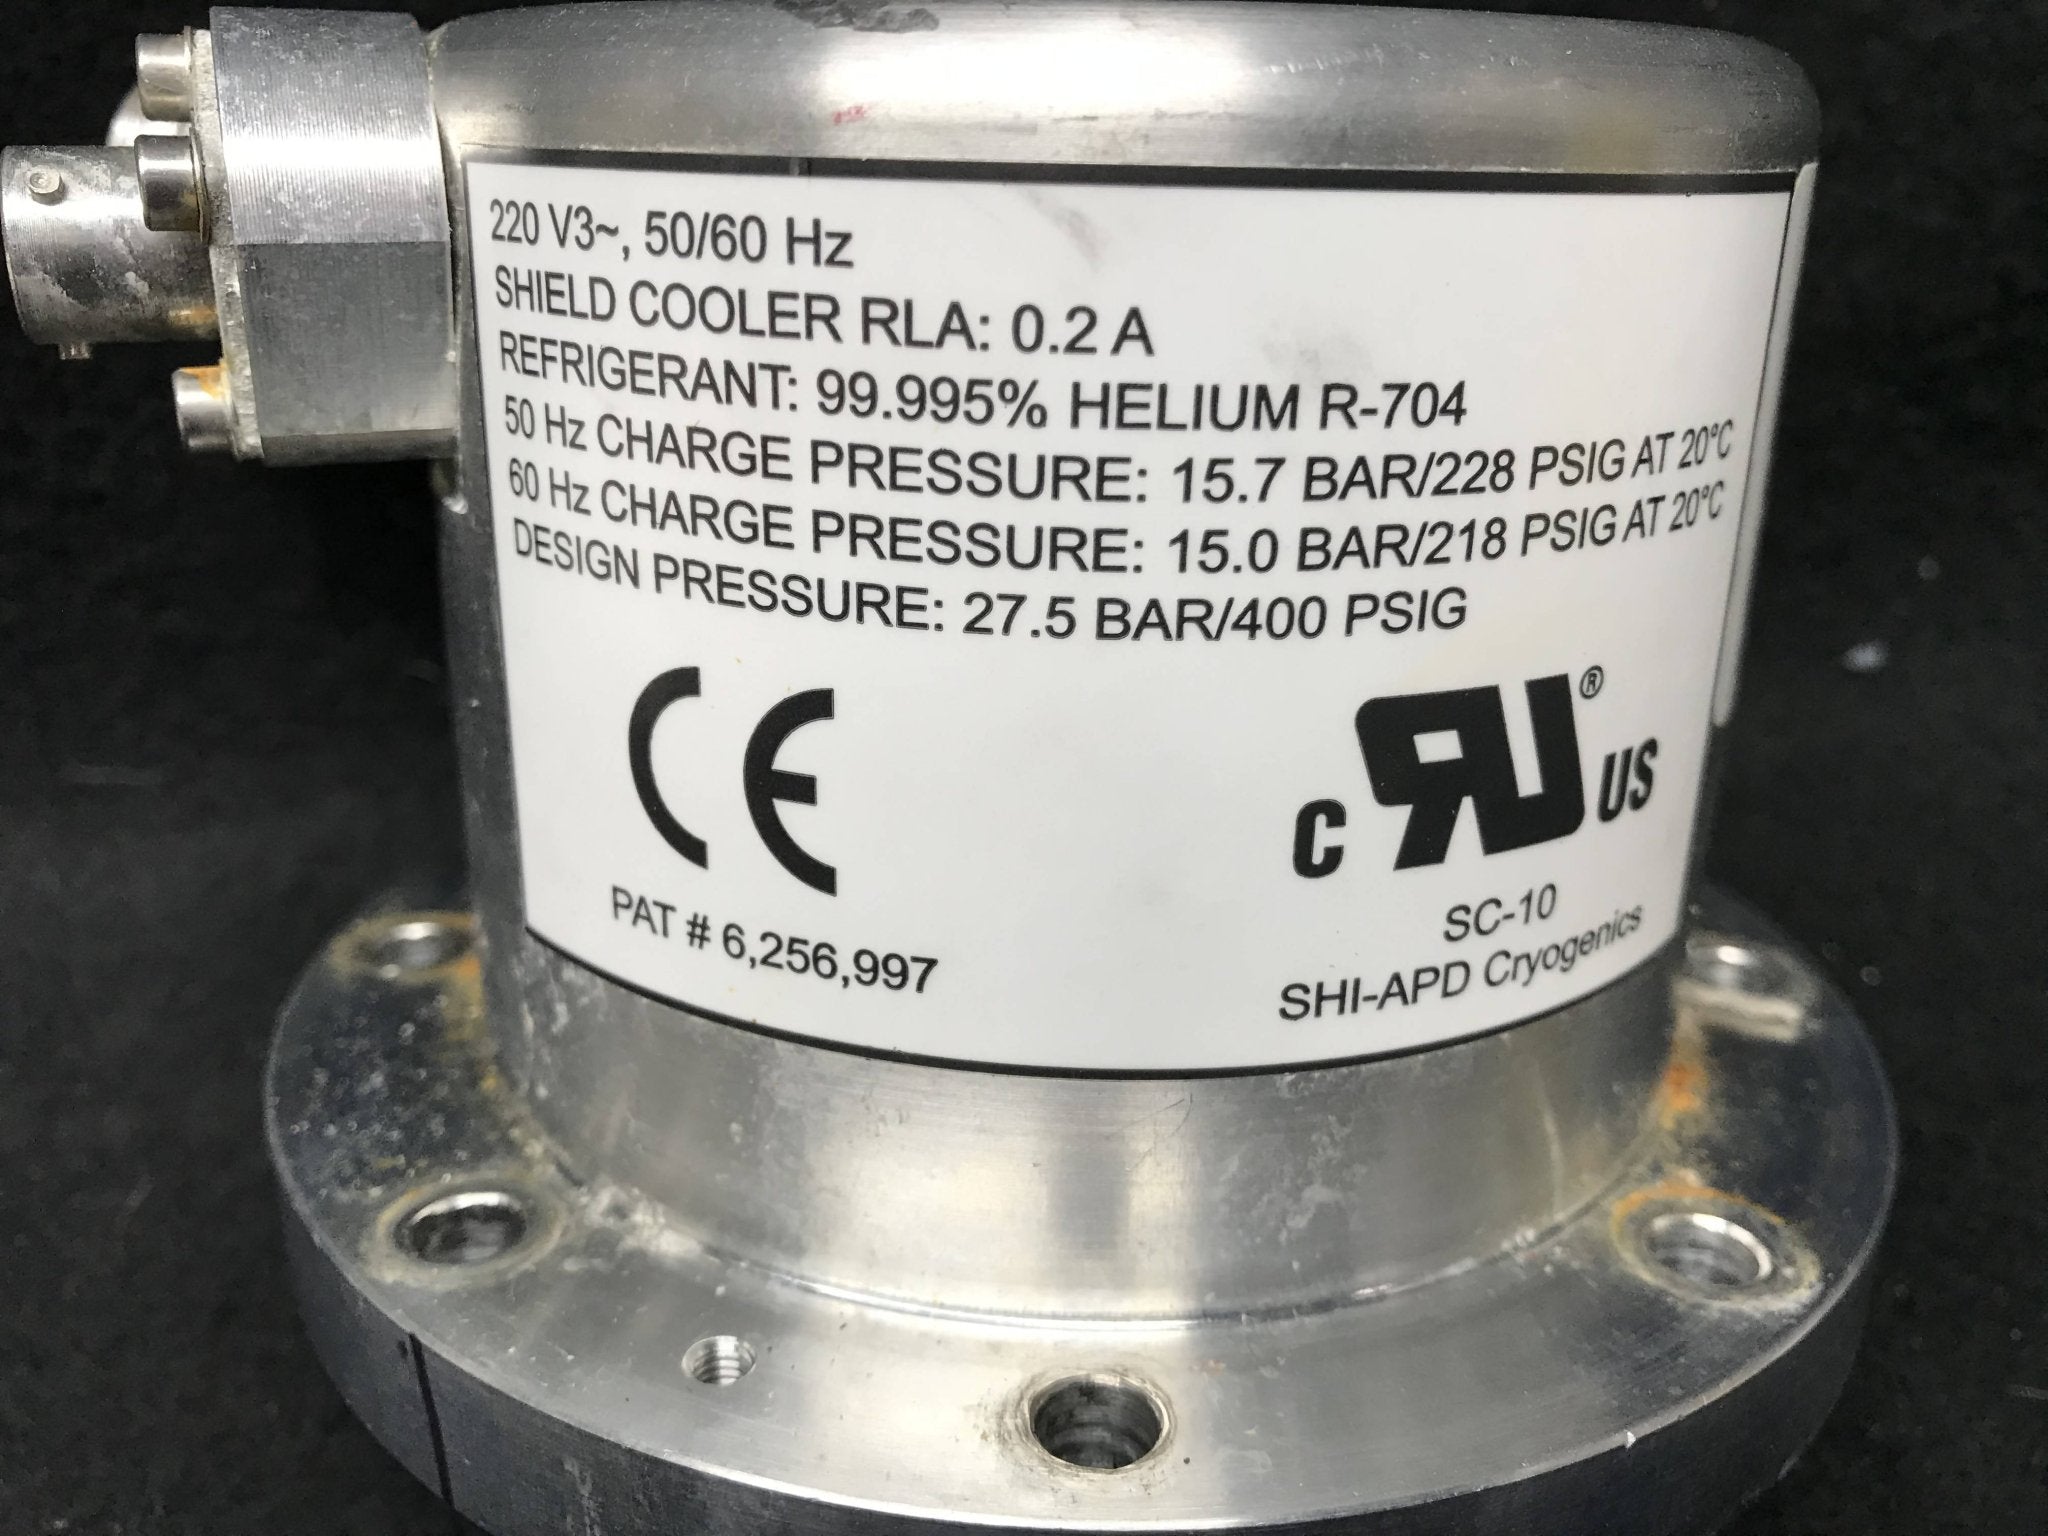 220 V3~, 50/60 Hz
SHIELD COOLER RLA: 0.2 A
REFRIGERANT: 99.995% HELIUM R-704
50 Hz CHARGE PRESSURE: 15.7 BAR/228 PSIG AT 20°C
60 Hz CHARGE PRESSURE: 15.0 BAR/218 PSIG AT 20°C
DESIGN PRESSURE: 27.5 BAR/400 PSIG
CE
C RU® US
PAT # 6,256,997
SC-10
SHI-APD Cryogenics